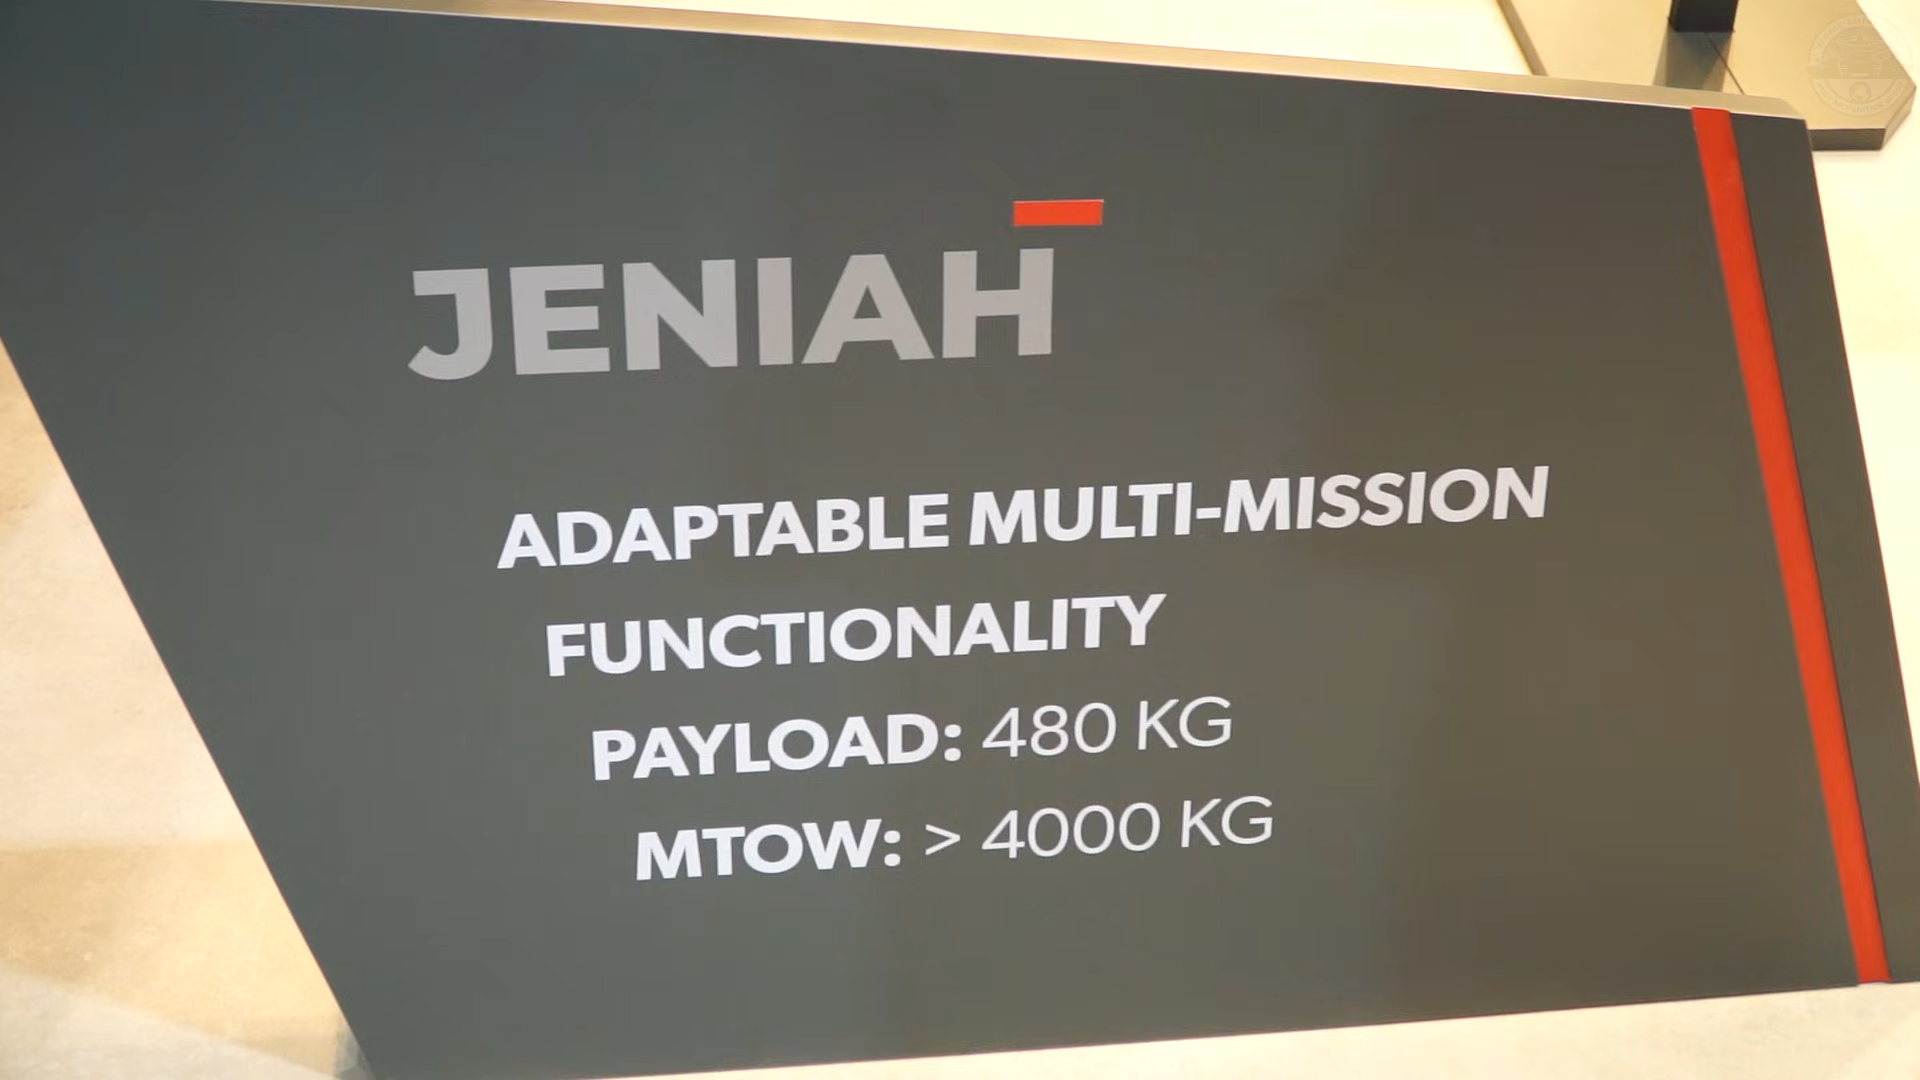 JENIAH
ADAPTABLE MULTI-MISSION
FUNCTIONALITY
PAYLOAD: 480 KG
MTOW: > 4000 KG